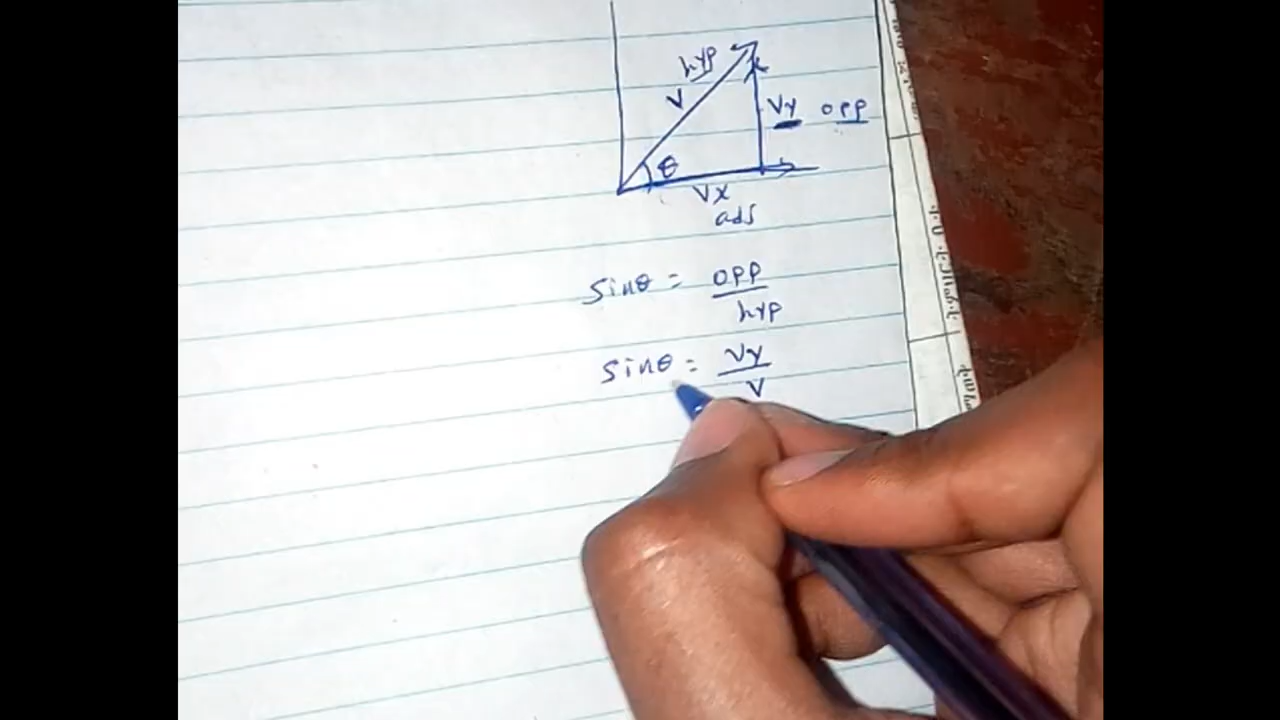 hyp
V
Vy opp
θ
Vx
adj
Sinθ = opp
hyp
Sinθ = Vy
V